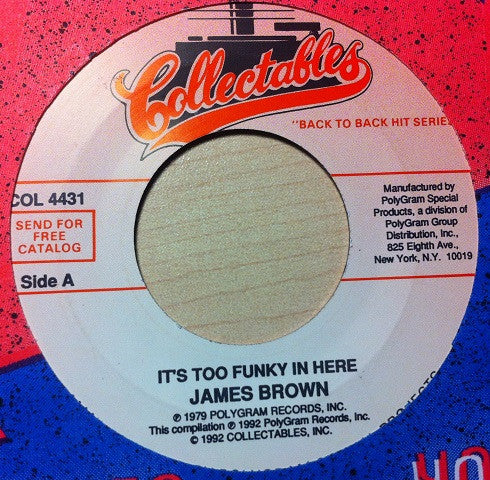 Collectables
"BACK TO BACK HIT SERIE
COL 4431
SEND FOR
FREE
CATALOG
Side A
Manufactured by
PolyGram Special
Products, a division of
PolyGram Group
Distribution, Inc.,
825 Eighth Ave.,
New York, N.Y. 10019
IT'S TOO FUNKY IN HERE
JAMES BROWN
℗ 1979 POLYGRAM RECORDS, INC.
This compilation ℗ 1992 PolyGram Records, Inc.
© 1992 COLLECTABLES, INC.